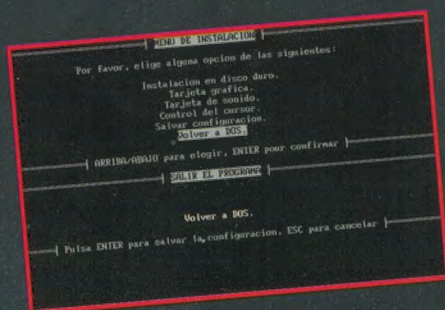 MENU DE INSTALACION
Por favor, elige alguna opcion de las siguientes:
Instalacion en disco duro.
Tarjeta grafica.
Tarjeta de sonido.
Control del cursor.
Salvar configuracion.
Volver a DOS.
ARRIBA/ABAJO para elegir, ENTER pour confirmar
SALIR EL PROGRAMA
Volver a DOS.
Pulsa ENTER para salvar la configuracion, ESC para cancelar